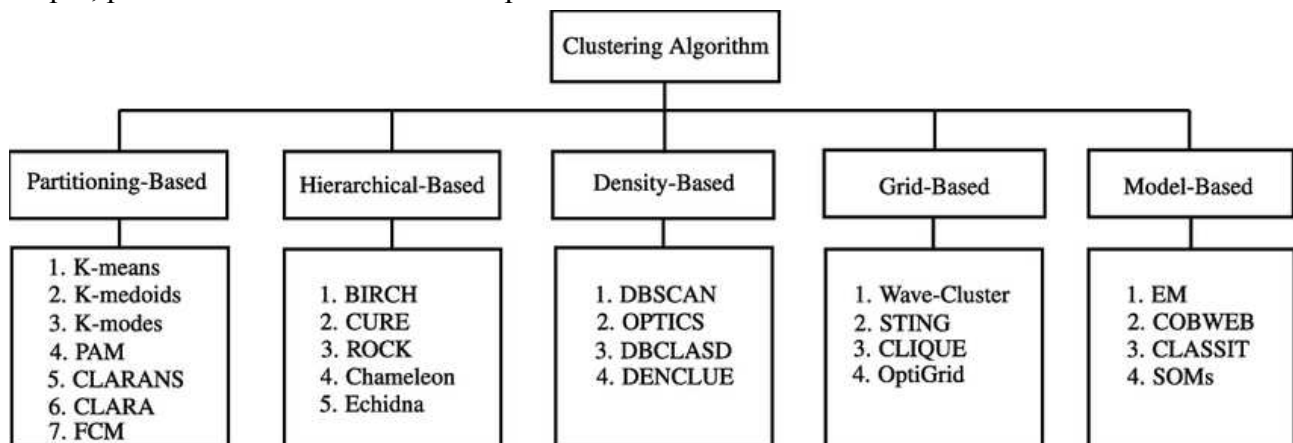 Clustering Algorithm
Partitioning-Based
Hierarchical-Based
Density-Based
Grid-Based
Model-Based
1. K-means
2. K-medoids
3. K-modes
4. PAM
5. CLARANS
6. CLARA
7. FCM
1. BIRCH
2. CURE
3. ROCK
4. Chameleon
5. Echidna
1. DBSCAN
2. OPTICS
3. DBCLASD
4. DENCLUE
1. Wave-Cluster
2. STING
3. CLIQUE
4. OptiGrid
1. EM
2. COBWEB
3. CLASSIT
4. SOMs